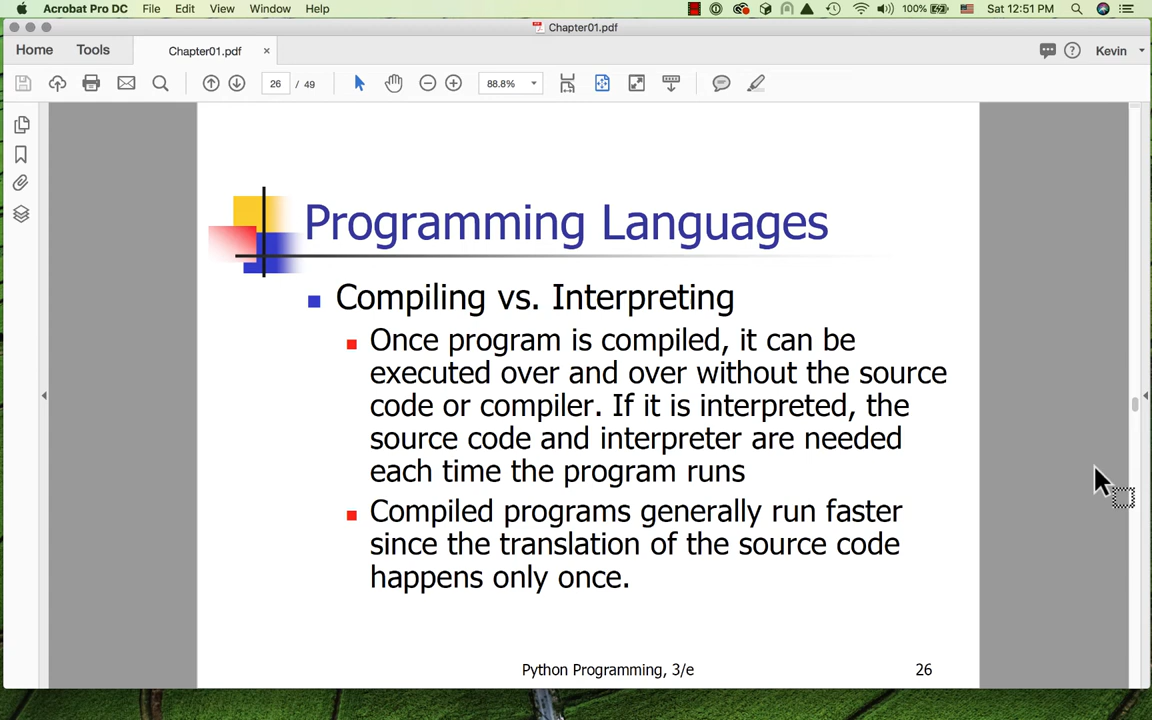 Acrobat Pro DC File Edit View Window Help 100% Sat 12:51 PM
Chapter01.pdf
Home Tools Chapter01.pdf × Kevin
26 / 49 88.8%
Programming Languages
Compiling vs. Interpreting
Once program is compiled, it can be
executed over and over without the source
code or compiler. If it is interpreted, the
source code and interpreter are needed
each time the program runs
Compiled programs generally run faster
since the translation of the source code
happens only once.
Python Programming, 3/e 26